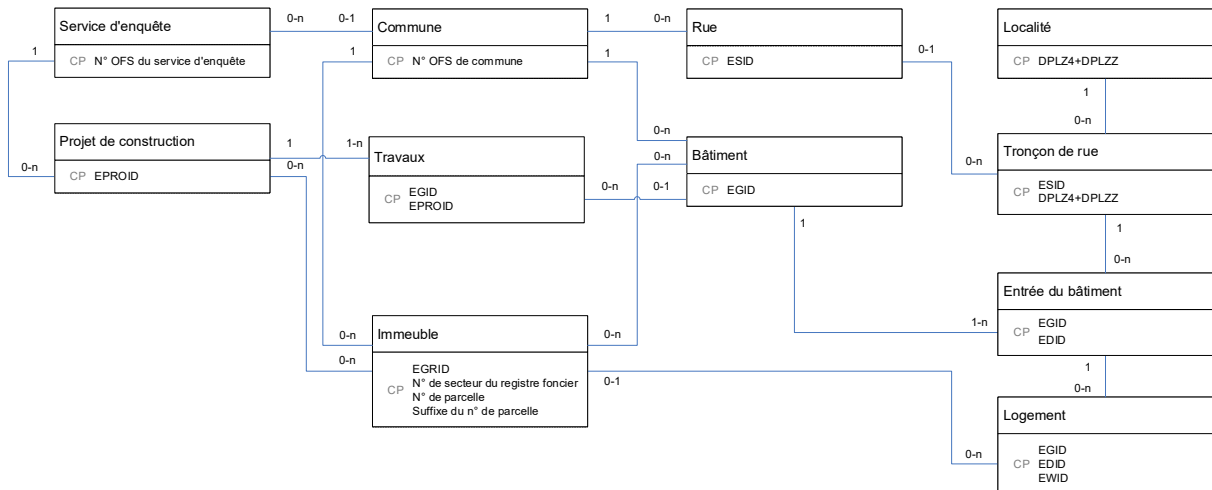 Service d'enquête
0-n
0-1
Commune
1
0-n
Rue
Localité
1
CP N° OFS du service d'enquête
1
CP N° OFS de commune
1
CP ESID
0-1
CP DPLZ4+DPLZZ
1
0-n
Projet de construction
1
1-n
Travaux
0-n
Bâtiment
Tronçon de rue
0-n
CP EPROID
0-n
0-n
0-n
CP EGID
EPROID
0-n
0-1
CP EGID
CP ESID
DPLZ4+DPLZZ
1
1
0-n
Entrée du bâtiment
Immeuble
1-n
CP EGID
EDID
0-n
0-n
0-n
CP EGRID
N° de secteur du registre foncier
N° de parcelle
Suffixe du n° de parcelle
0-1
1
0-n
Logement
0-n
CP EGID
EDID
EWID